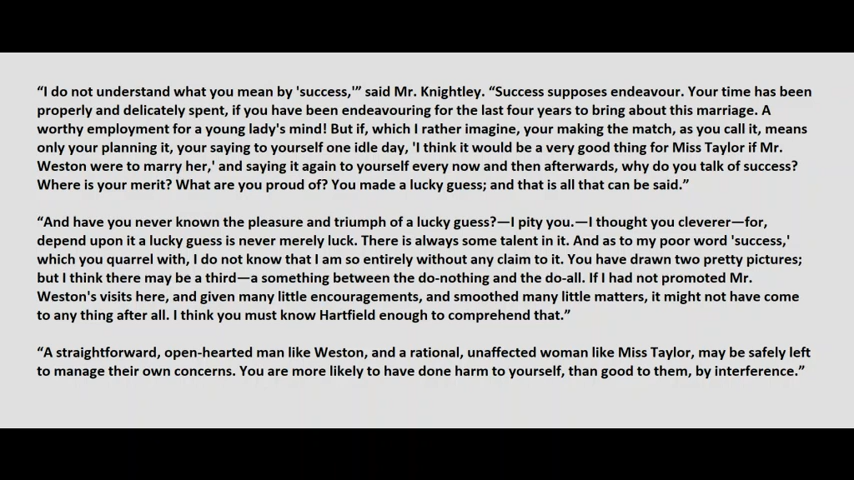 “I do not understand what you mean by 'success,'” said Mr. Knightley. “Success supposes endeavour. Your time has been
properly and delicately spent, if you have been endeavouring for the last four years to bring about this marriage. A
worthy employment for a young lady's mind! But if, which I rather imagine, your making the match, as you call it, means
only your planning it, your saying to yourself one idle day, 'I think it would be a very good thing for Miss Taylor if Mr.
Weston were to marry her,' and saying it again to yourself every now and then afterwards, why do you talk of success?
Where is your merit? What are you proud of? You made a lucky guess; and that is all that can be said.”
“And have you never known the pleasure and triumph of a lucky guess?—I pity you.—I thought you cleverer—for,
depend upon it a lucky guess is never merely luck. There is always some talent in it. And as to my poor word 'success,'
which you quarrel with, I do not know that I am so entirely without any claim to it. You have drawn two pretty pictures;
but I think there may be a third—a something between the do-nothing and the do-all. If I had not promoted Mr.
Weston's visits here, and given many little encouragements, and smoothed many little matters, it might not have come
to any thing after all. I think you must know Hartfield enough to comprehend that.”
“A straightforward, open-hearted man like Weston, and a rational, unaffected woman like Miss Taylor, may be safely left
to manage their own concerns. You are more likely to have done harm to yourself, than good to them, by interference.”